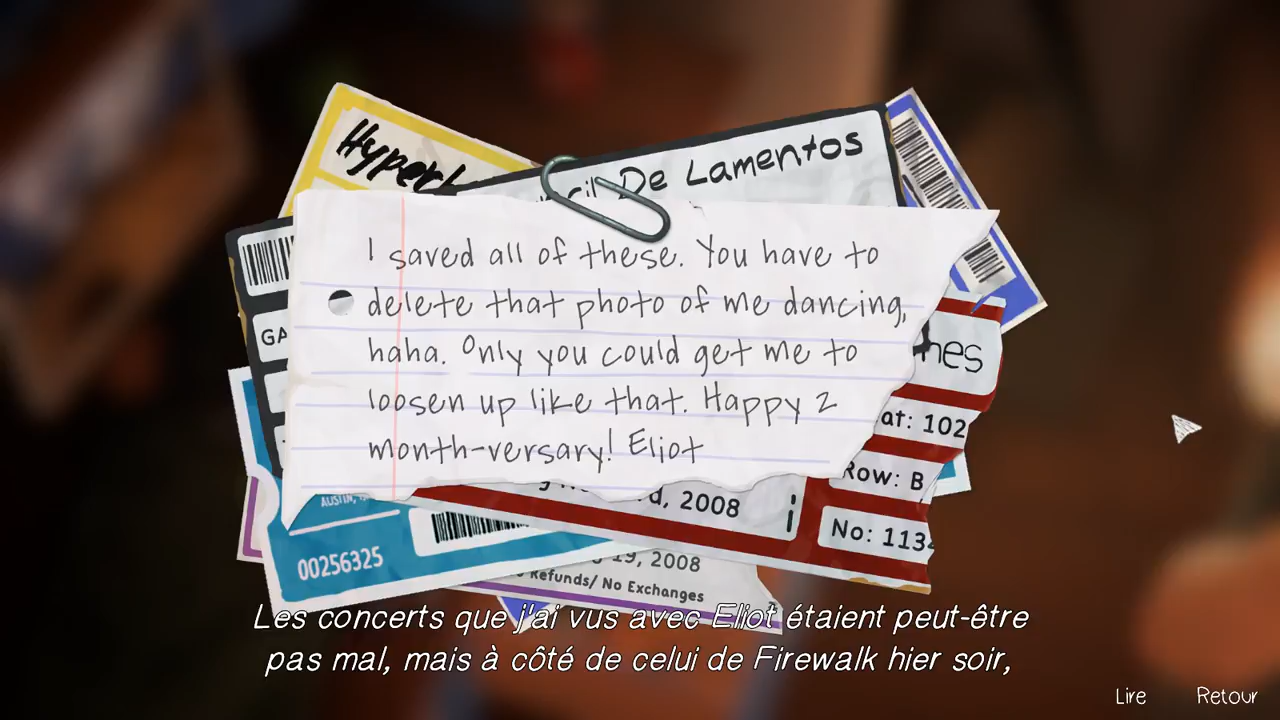 De Lamentos
I saved all of these. You have to
delete that photo of me dancing,
haha. Only you could get me to
loosen up like that. Happy 2
month-versary! Eliot
Row: B
No: 1134
2008
00256325
2008
Refunds/ No Exchanges
Les concerts que j'ai vus avec Eliot étaient peut-être
pas mal, mais à côté de celui de Firewalk hier soir,
Lire Retour